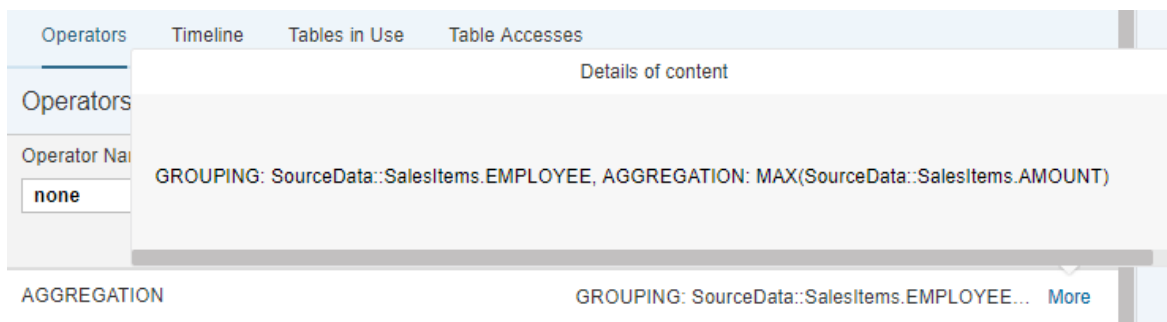 Operators Timeline Tables in Use Table Accesses
Details of content
Operators
Operator Nar
none
GROUPING: SourceData::SalesItems.EMPLOYEE, AGGREGATION: MAX(SourceData::SalesItems.AMOUNT)
AGGREGATION GROUPING: SourceData::SalesItems.EMPLOYEE... More